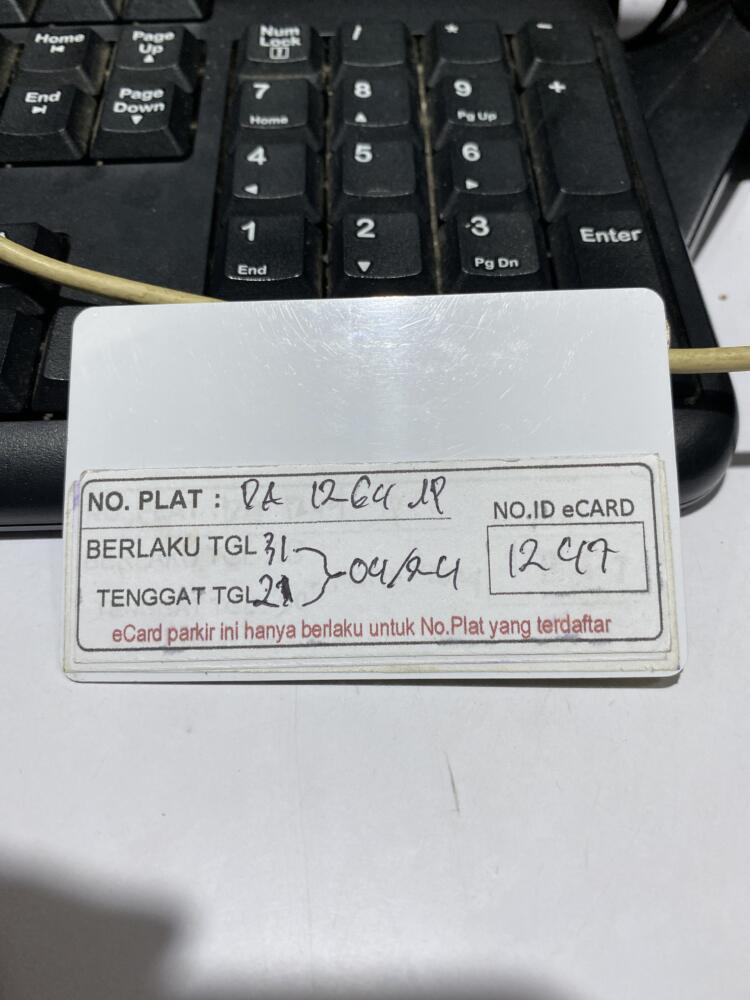 Home
Page Up
Num Lock
/
*
-
End
Page Down
7 Home
8
9 Pg Up
+
4
5
6
1 End
2
3 Pg Dn
Enter
NO. PLAT : DA 1264
NO.ID eCARD
BERLAKU TGL 31
04/24
1247
TENGGAT TGL
eCard parkir ini hanya berlaku untuk No.Plat yang terdaftar